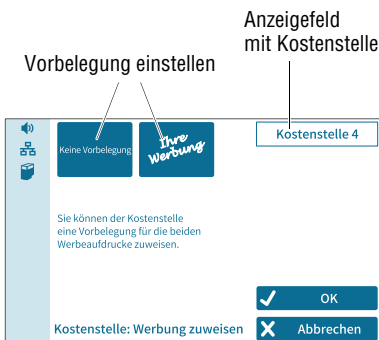 Anzeigefeld
mit Kostenstelle
Vorbelegung einstellen
Keine Vorbelegung
Ihre
Werbung
Kostenstelle 4
Sie können der Kostenstelle
eine Vorbelegung für die beiden
Werbeaufdrucke zuweisen.
OK
Kostenstelle: Werbung zuweisen
Abbrechen